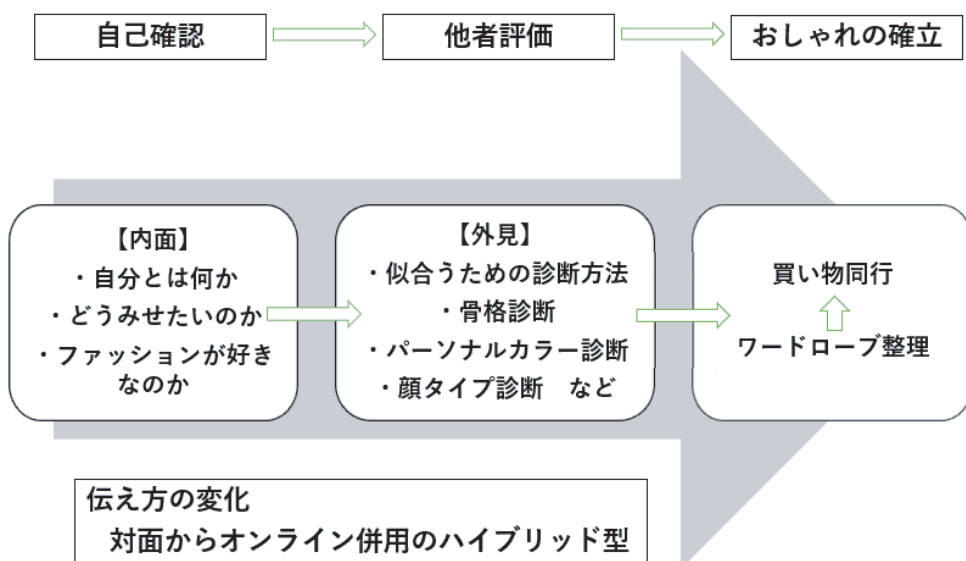 自己確認
他者評価
おしゃれの確立
【内面】
・自分とは何か
・どうみせたいのか
・ファッションが好き
なのか
【外見】
・似合うための診断方法
・骨格診断
・パーソナルカラー診断
・顔タイプ診断　など
買い物同行
ワードローブ整理
伝え方の変化
対面からオンライン併用のハイブリッド型